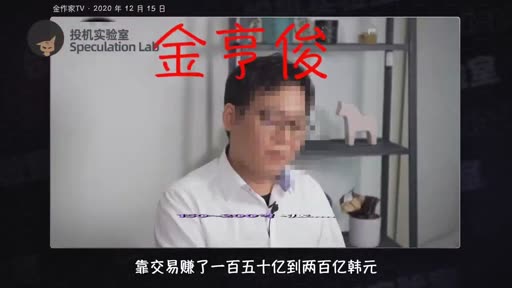 金作家TV · 2020 年 12 月 15 日
投机实验室
Speculation Lab
金亨俊
靠交易赚了一百五十亿到两百亿韩元